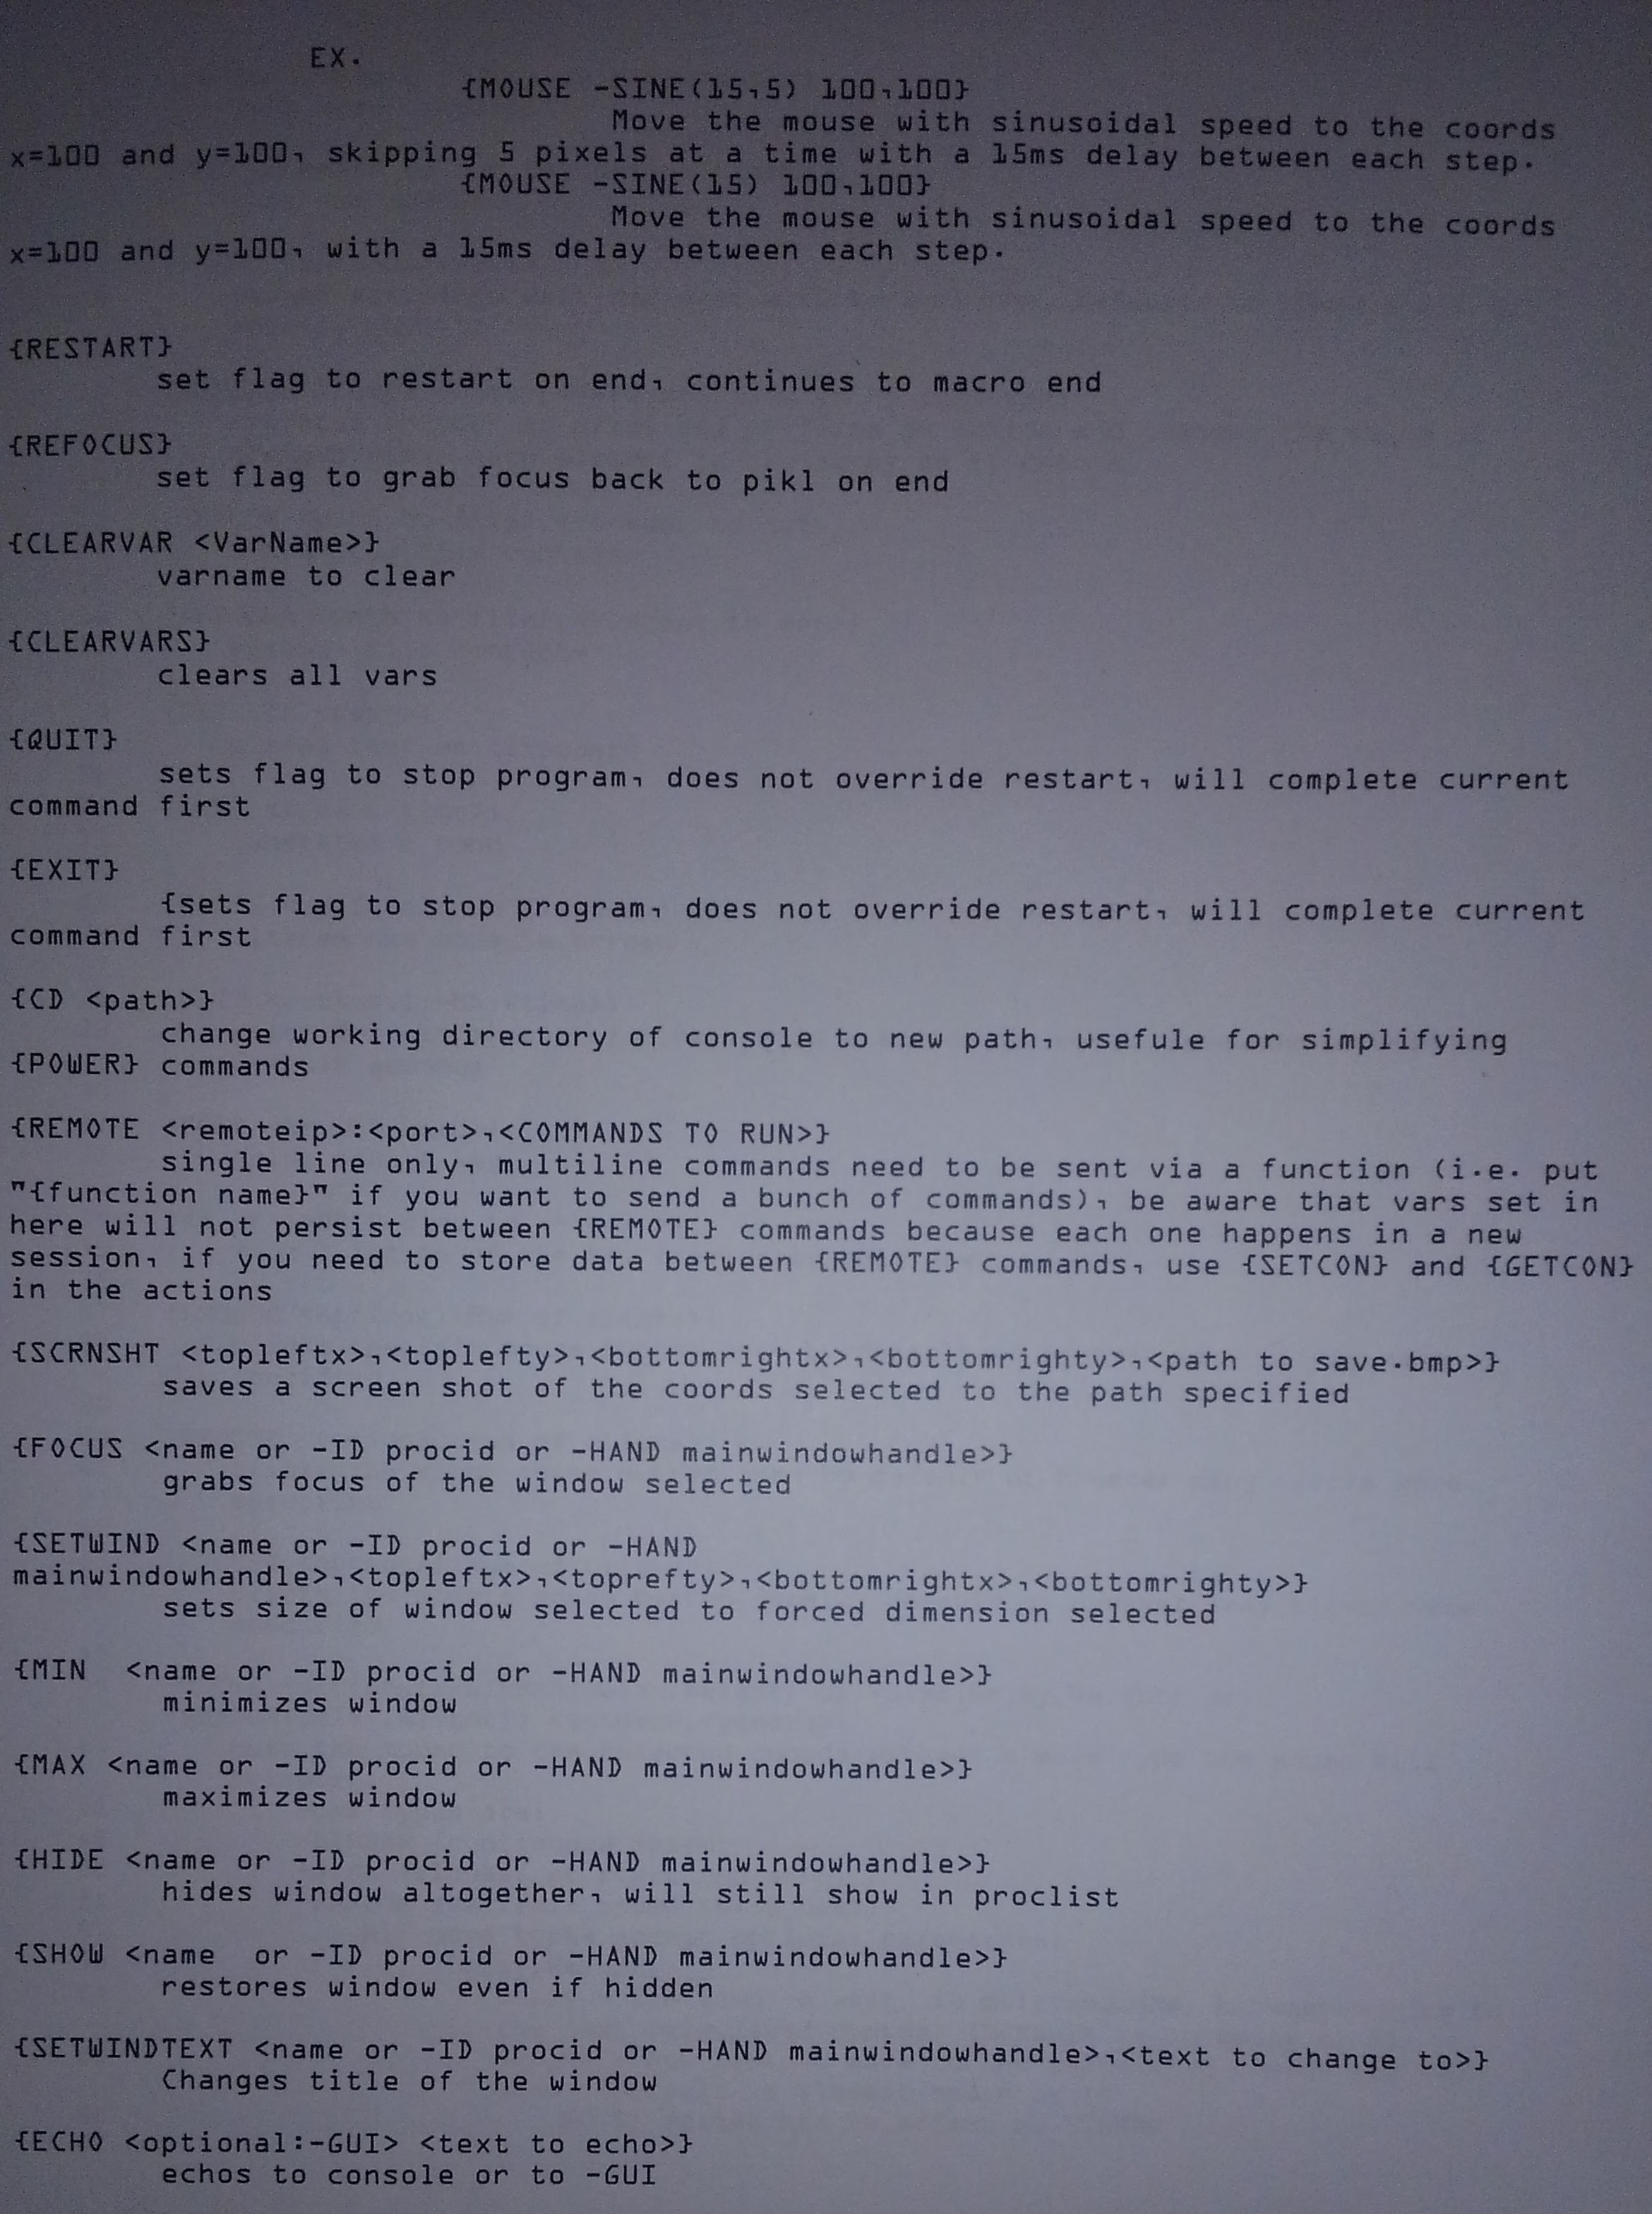 EX.
{MOUSE -SINE(15,5) 100,100}
Move the mouse with sinusoidal speed to the coords
x=100 and y=100, skipping 5 pixels at a time with a 15ms delay between each step.
{MOUSE -SINE(15) 100,100}
Move the mouse with sinusoidal speed to the coords
x=100 and y=100, with a 15ms delay between each step.
{RESTART}
set flag to restart on end, continues to macro end
{REFOCUS}
set flag to grab focus back to pikl on end
{CLEARVAR <VarName>}
varname to clear
{CLEARVARS}
clears all vars
{QUIT}
sets flag to stop program, does not override restart, will complete current
command first
{EXIT}
{sets flag to stop program, does not override restart, will complete current
command first
{CD <path>}
change working directory of console to new path, usefule for simplifying
{POWER} commands
{REMOTE <remoteip>:<port>,<COMMANDS TO RUN>}
single line only, multiline commands need to be sent via a function (i.e. put
"{function name}" if you want to send a bunch of commands), be aware that vars set in
here will not persist between {REMOTE} commands because each one happens in a new
session, if you need to store data between {REMOTE} commands, use {SETCON} and {GETCON}
in the actions
{SCRNSHT <topleftx>,<toplefty>,<bottomrightx>,<bottomrighty>,<path to save.bmp>}
saves a screen shot of the coords selected to the path specified
{FOCUS <name or -ID procid or -HAND mainwindowhandle>}
grabs focus of the window selected
{SETWIND <name or -ID procid or -HAND
mainwindowhandle>,<topleftx>,<toprefty>,<bottomrightx>,<bottomrighty>}
sets size of window selected to forced dimension selected
{MIN  <name or -ID procid or -HAND mainwindowhandle>}
minimizes window
{MAX <name or -ID procid or -HAND mainwindowhandle>}
maximizes window
{HIDE <name or -ID procid or -HAND mainwindowhandle>}
hides window altogether, will still show in proclist
{SHOW <name  or -ID procid or -HAND mainwindowhandle>}
restores window even if hidden
{SETWINDTEXT <name or -ID procid or -HAND mainwindowhandle>,<text to change to>}
Changes title of the window
{ECHO <optional:-GUI> <text to echo>}
echos to console or to -GUI